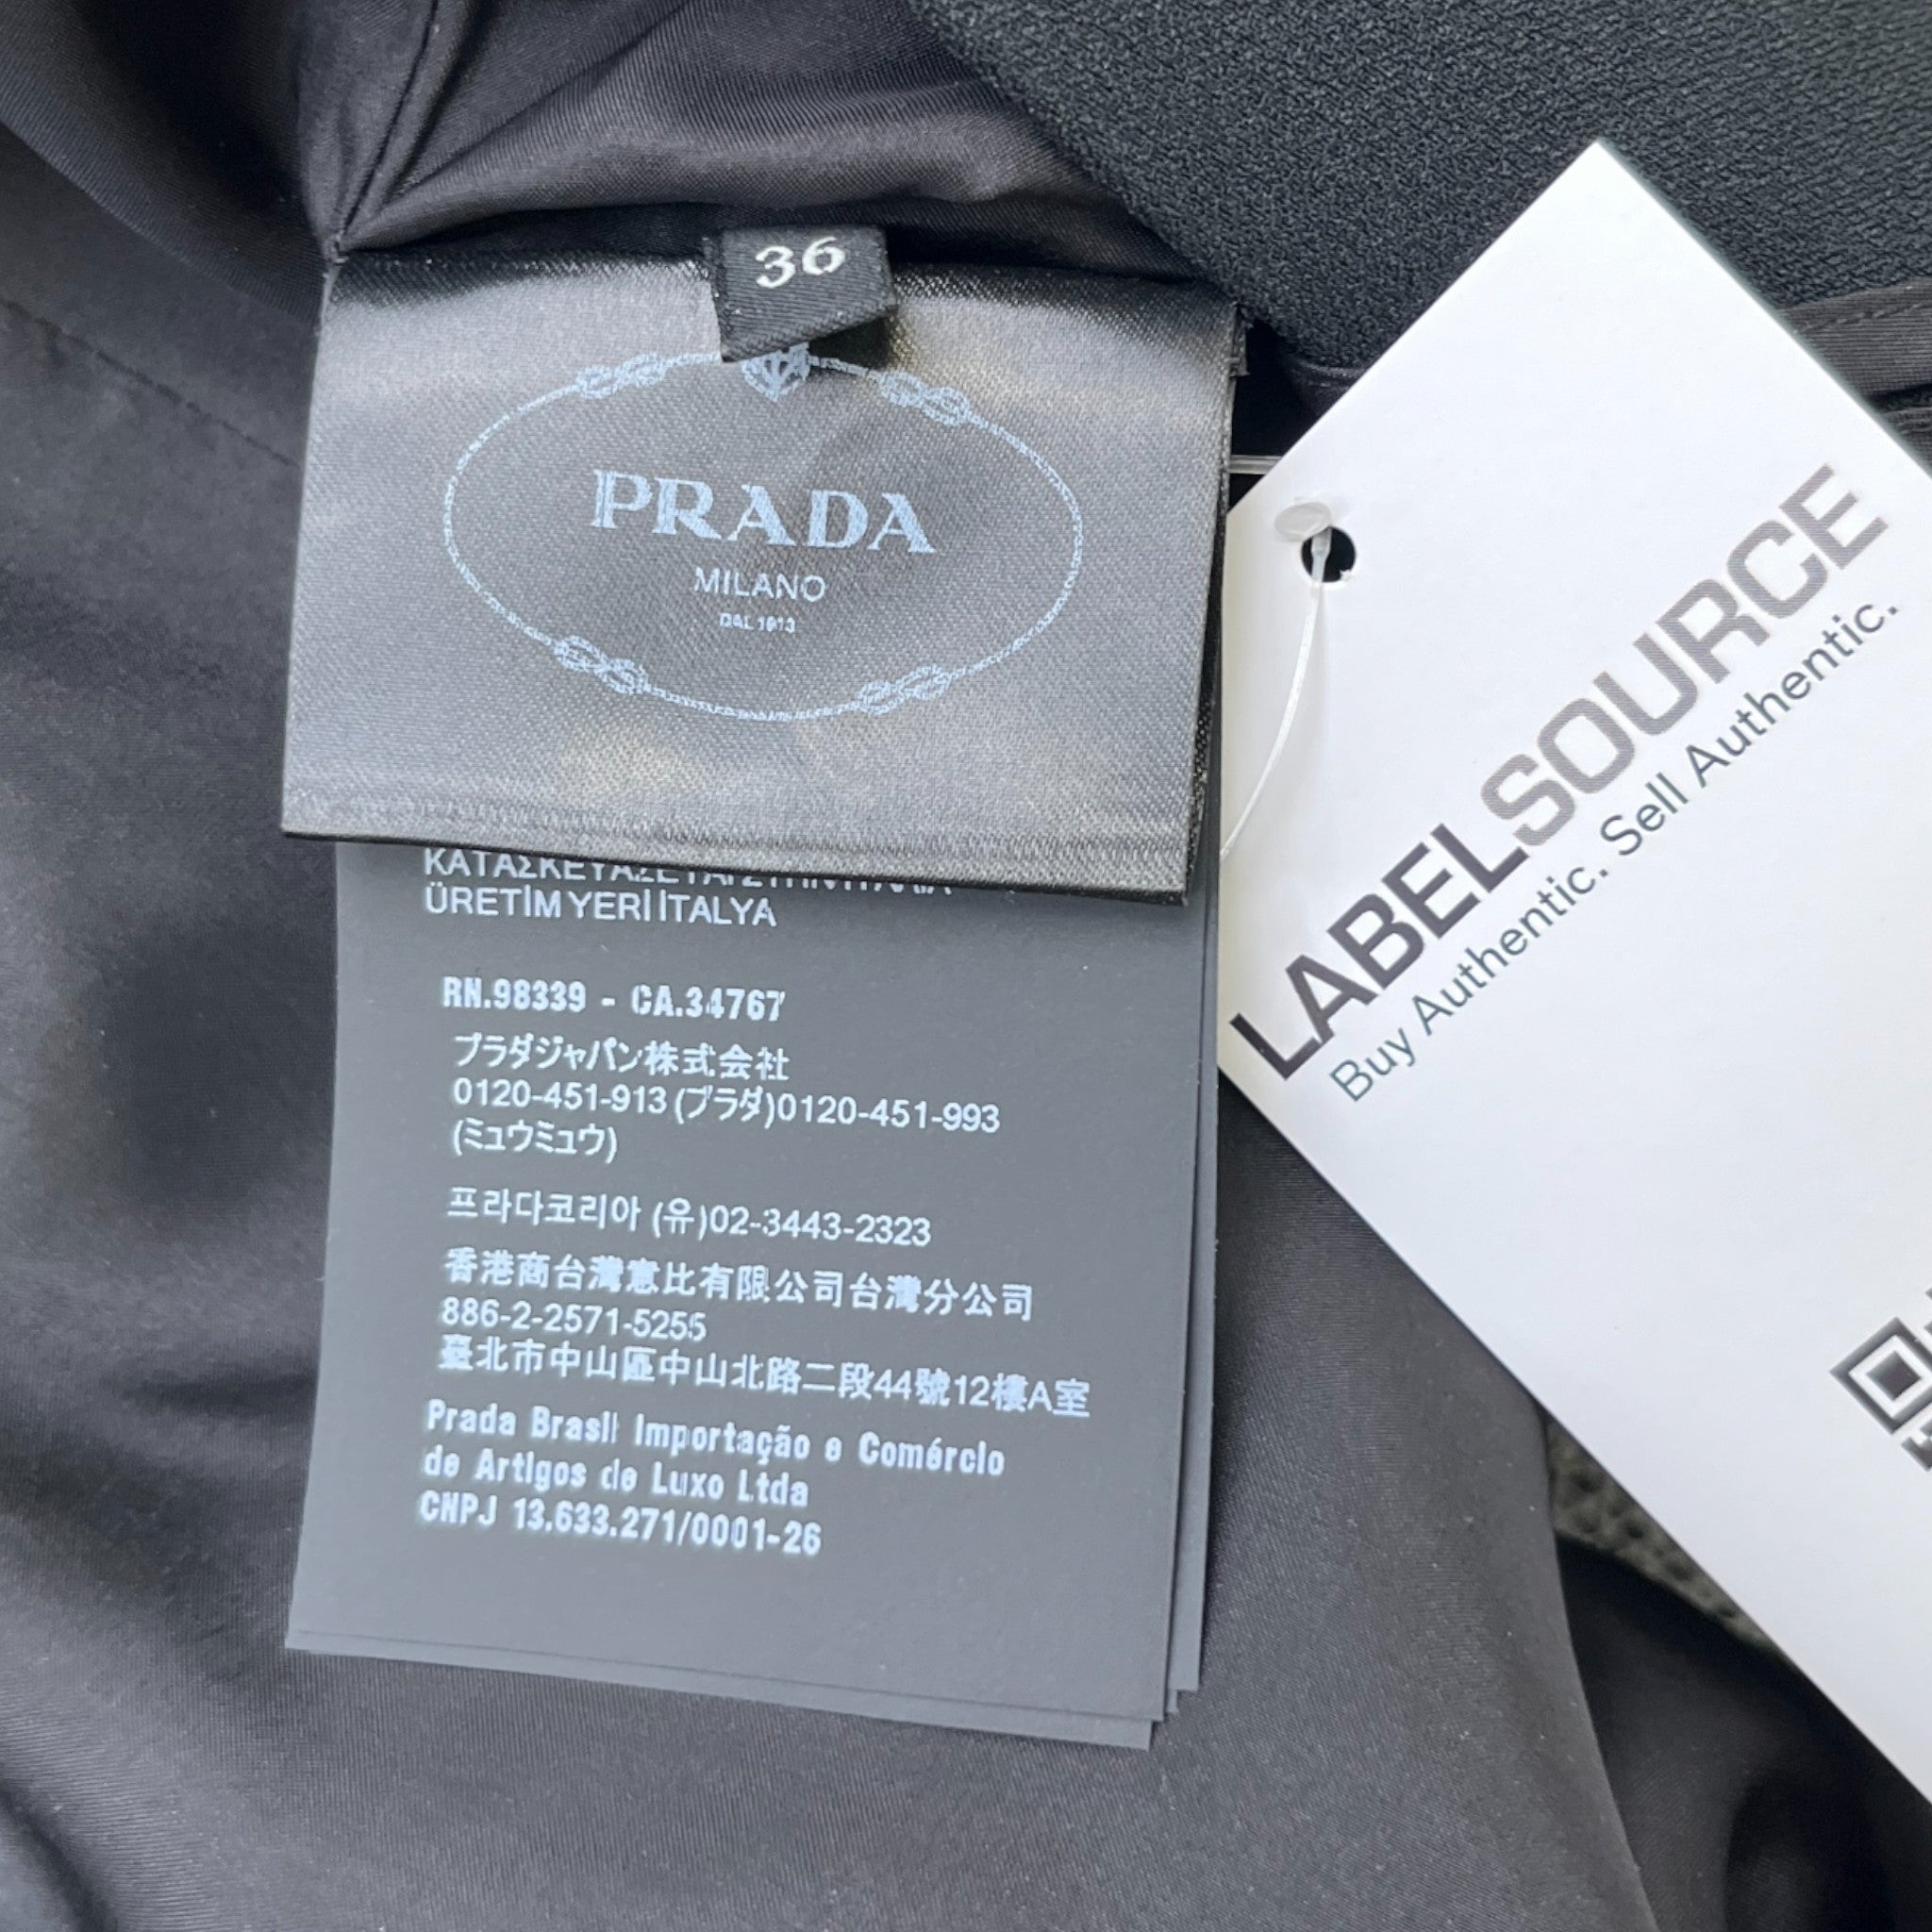 36
PRADA
MILANO
DAL 1913
ÜRETİM YERİ İTALYA
RN.98339 - CA.34767
プラダジャパン株式会社
0120-451-913 (プラダ)0120-451-993
(ミュウミュウ)
프라다코리아 (유)02-3443-2323
香港商台灣意比有限公司台灣分公司
886-2-2571-5255
臺北市中山區中山北路二段44號12樓A室
Prada Brasil Importação e Comércio
de Artigos de Luxo Ltda
CNPJ 13.633.271/0001-26
LABELSOURCE
Buy Authentic. Sell Authentic.